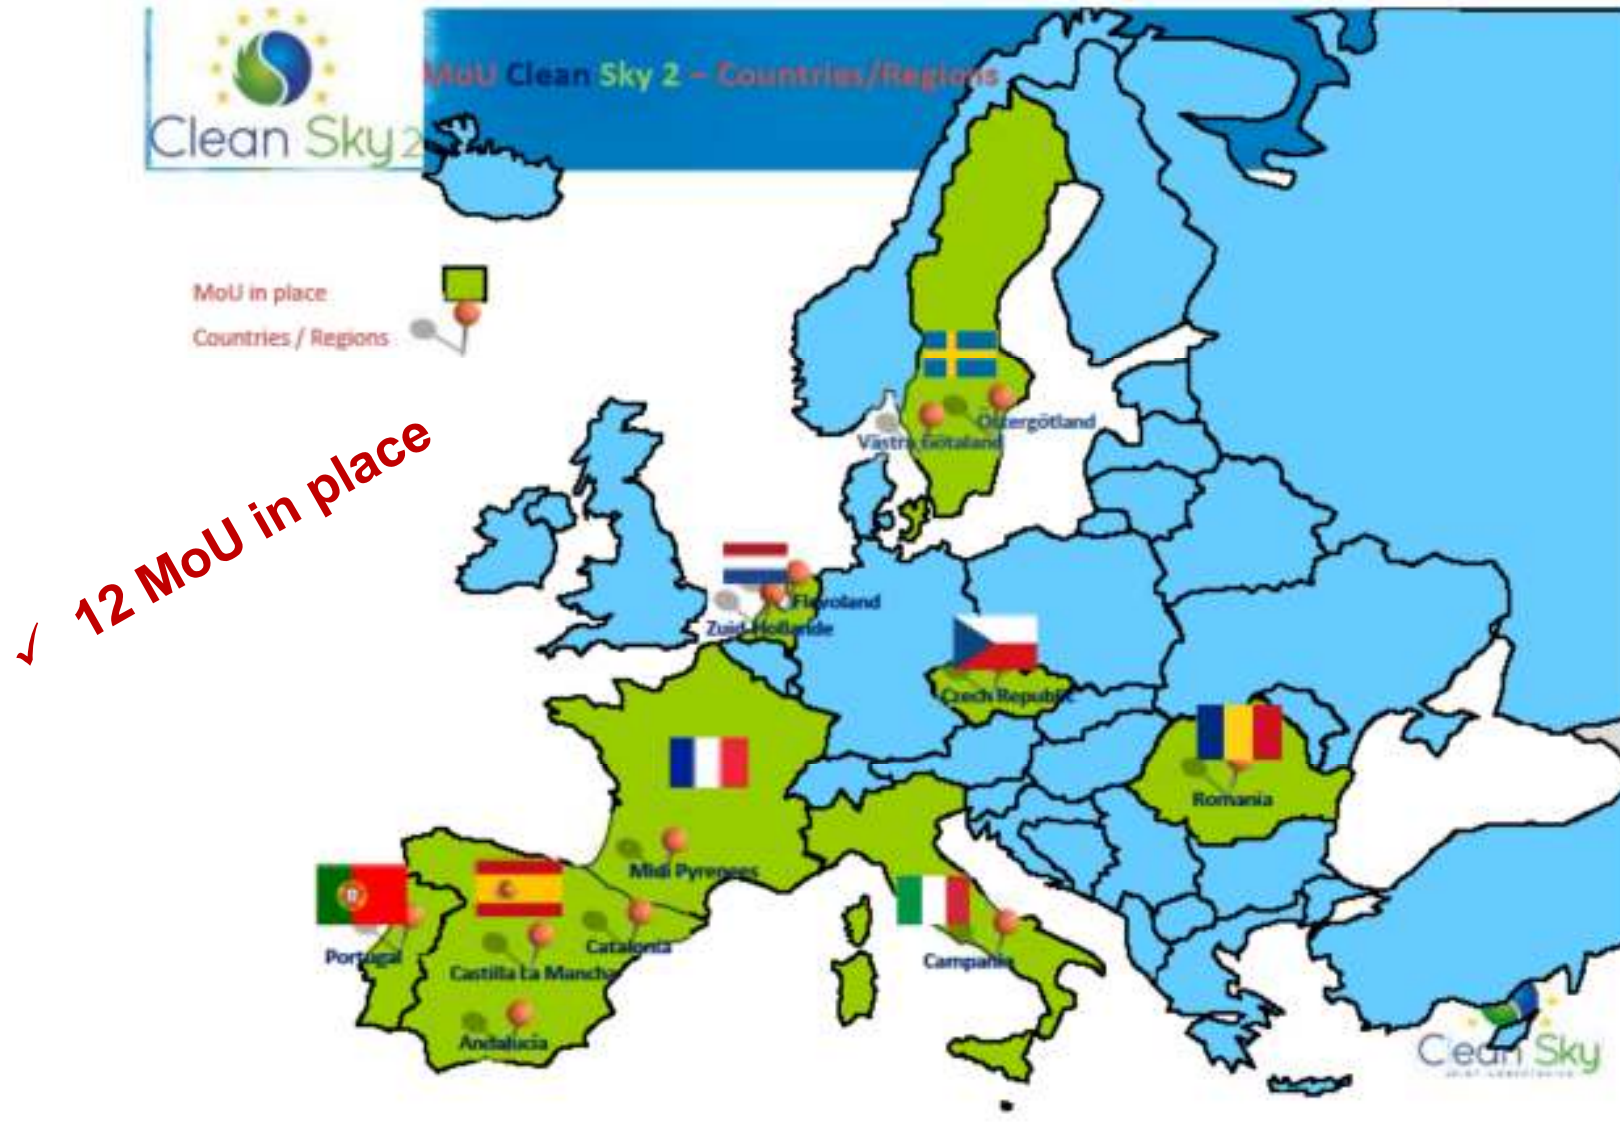 MoU Clean Sky 2 – Countries/Regions
Clean Sky 2
MoU in place
Countries / Regions
✓ 12 MoU in place
Östergötland
Västra Götaland
Flevoland
Zuid-Hollande
Czech Republic
Romania
Midi Pyrenees
Portugal
Catalonia
Castilla La Mancha
Campania
Andalucia
Clean Sky